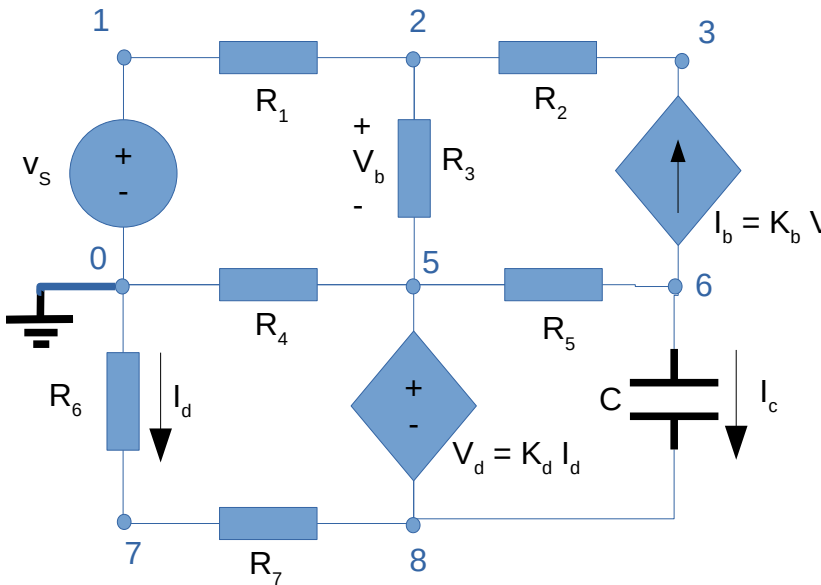 1
2
3
R1
R2
+
-
vS
+
Vb
-
R3
Ib = Kb V
0
5
6
R4
R5
R6
Id
+
-
Vd = Kd Id
C
Ic
7
8
R7